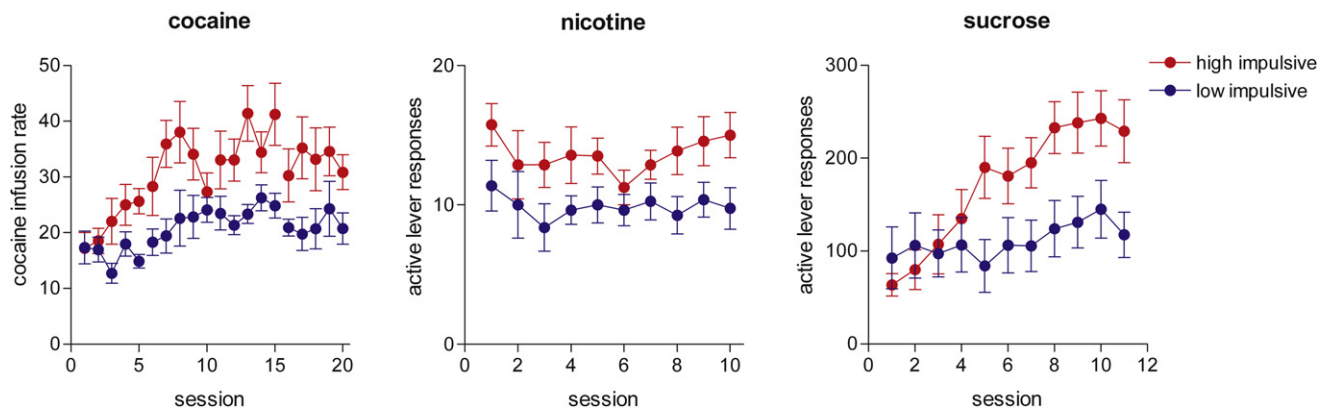 cocaine
cocaine infusion rate
50
40
30
20
10
0
0 5 10 15 20
session
nicotine
active lever responses
20
10
0
0 2 4 6 8 10
session
sucrose
active lever responses
300
200
100
0
0 2 4 6 8 10 12
session
high impulsive
low impulsive